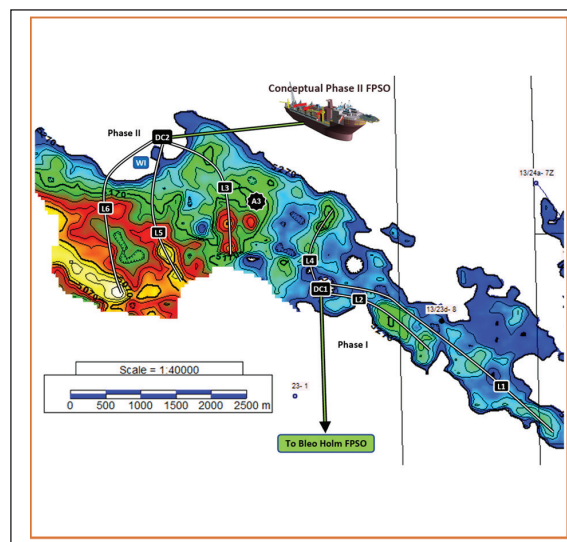 Conceptual Phase II FPSO
Phase II
DC2
WI
5270
5270
13/24a- 7Z
L3
A3
L6
L5
L4
DC1
L2
13/23d- 8
Phase I
Scale = 1:40000
0 500 1000 1500 2000 2500 m
23- 1
L1
To Bleo Holm FPSO